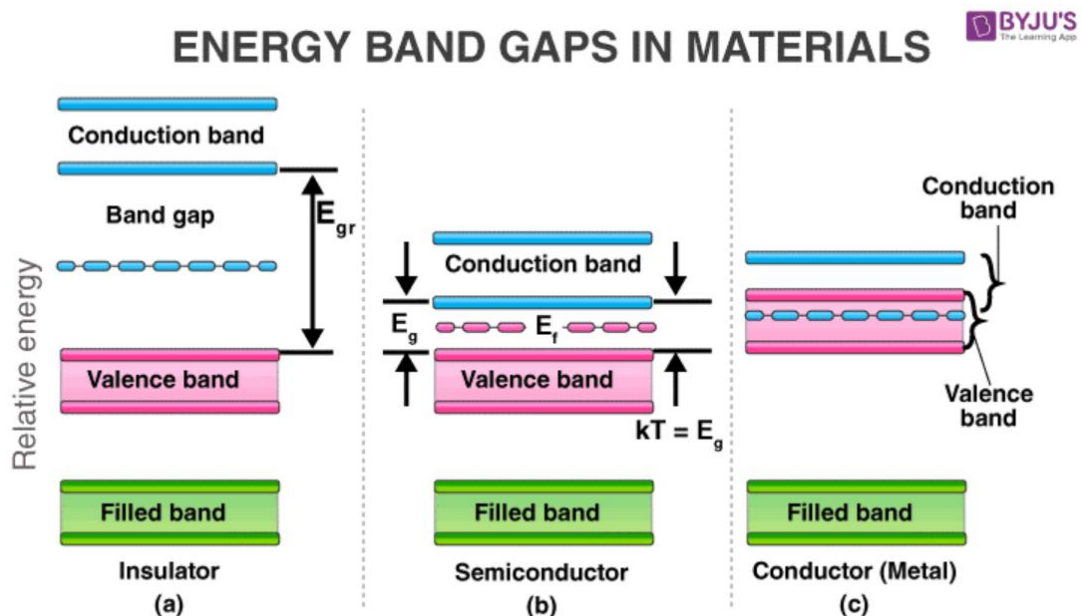 BYJU'S
The Learning App
ENERGY BAND GAPS IN MATERIALS
Relative energy
Conduction band
Band gap
Egr
Valence band
Filled band
Insulator
(a)
Conduction band
Eg
Ef
Valence band
kT = Eg
Filled band
Semiconductor
(b)
Conduction
band
Valence
band
Filled band
Conductor (Metal)
(c)